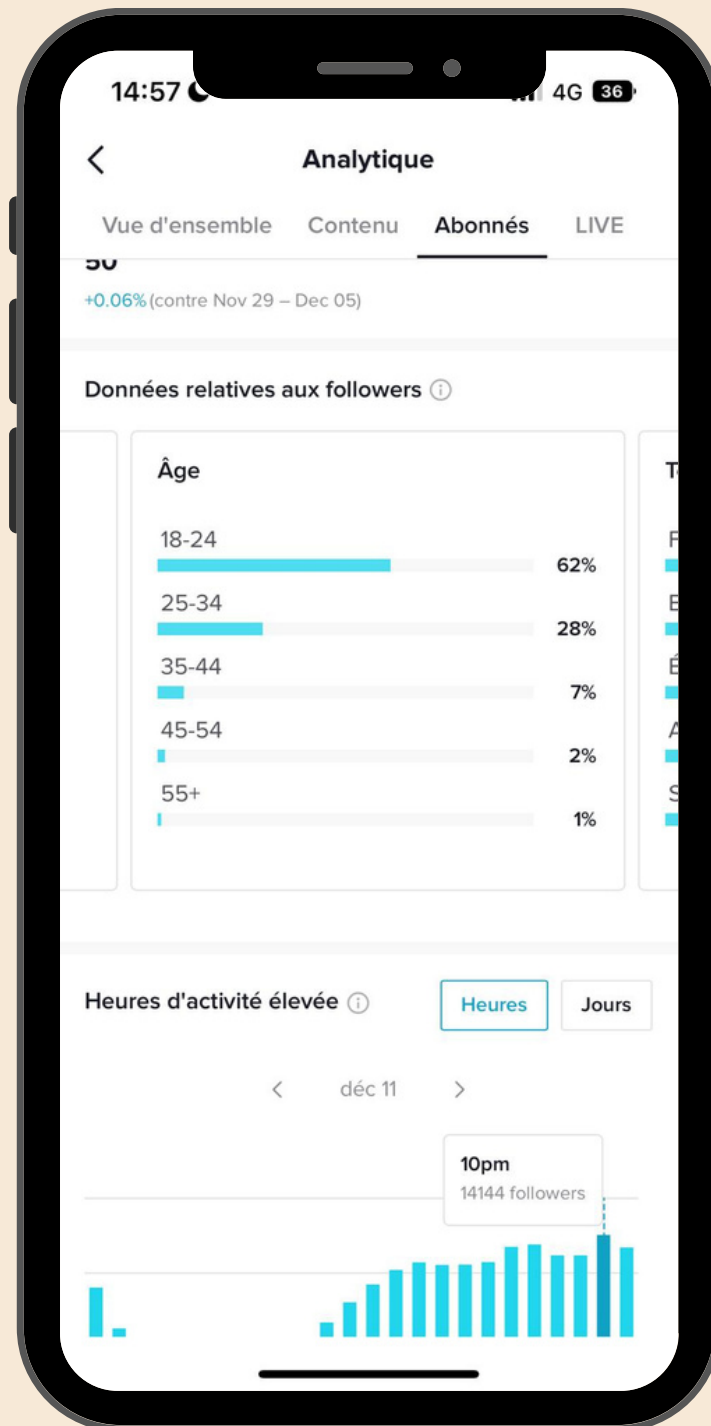 14:57 4G 36
Analytique
Vue d'ensemble Contenu Abonnés LIVE
50
+0.06% (contre Nov 29 – Dec 05)
Données relatives aux followers
Âge
18-24
62%
25-34
28%
35-44
7%
45-54
2%
55+
1%
Heures d'activité élevée Heures Jours
déc 11
10pm
14144 followers